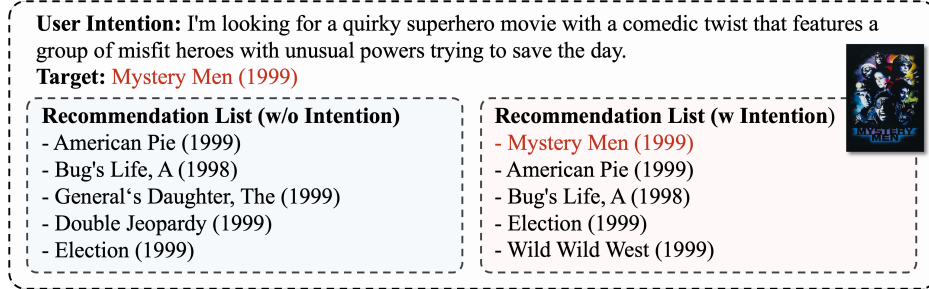 User Intention: I'm looking for a quirky superhero movie with a comedic twist that features a
group of misfit heroes with unusual powers trying to save the day.
Target: Mystery Men (1999)
Recommendation List (w/o Intention)
- American Pie (1999)
- Bug's Life, A (1998)
- General‘s Daughter, The (1999)
- Double Jeopardy (1999)
- Election (1999)
Recommendation List (w Intention)
- Mystery Men (1999)
- American Pie (1999)
- Bug's Life, A (1998)
- Election (1999)
- Wild Wild West (1999)
MYSTERY
MEN